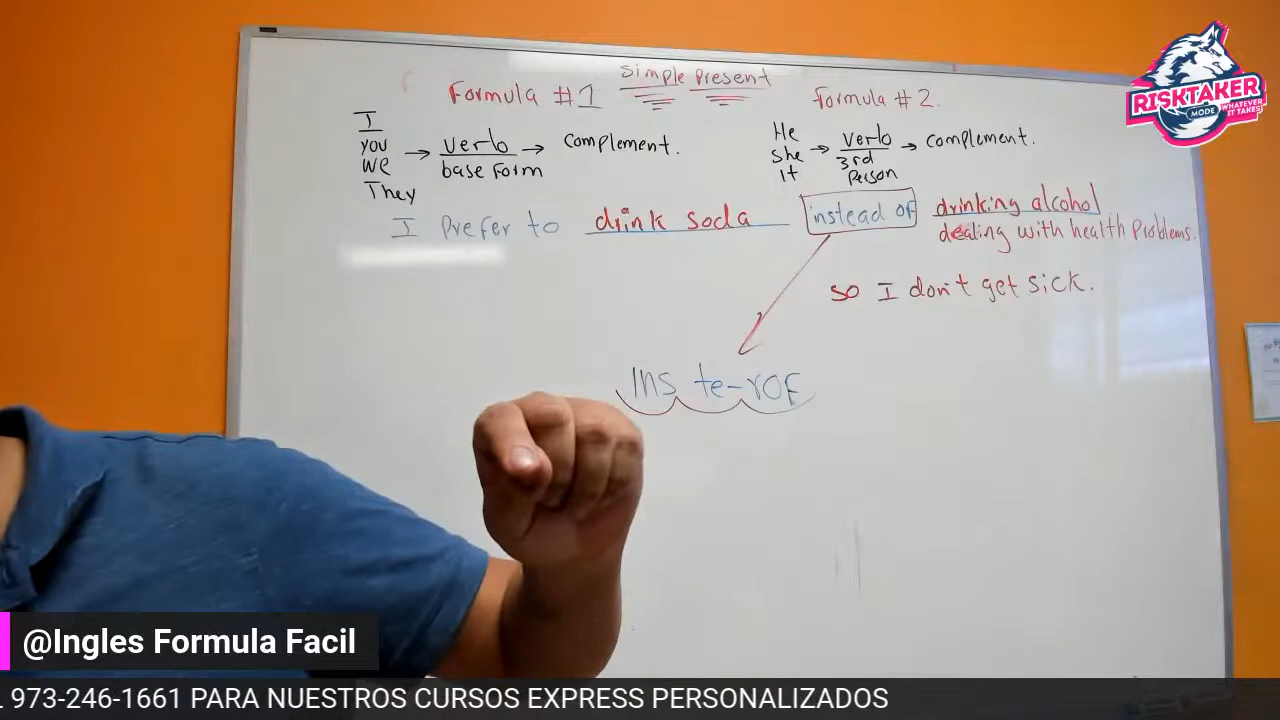 simple present
Formula #1
Formula #2.
I
you
we
They
→ verbo → complement.
base Form
He
she
it
→ verbo → complement.
3rd
Person
I prefer to drink soda instead of drinking alcohol
dealing with health problems.
so I don't get sick.
Ins te-rOF
RISKTAKER
MODE
WHATEVER
IT TAKES
@Ingles Formula Facil
973-246-1661 PARA NUESTROS CURSOS EXPRESS PERSONALIZADOS